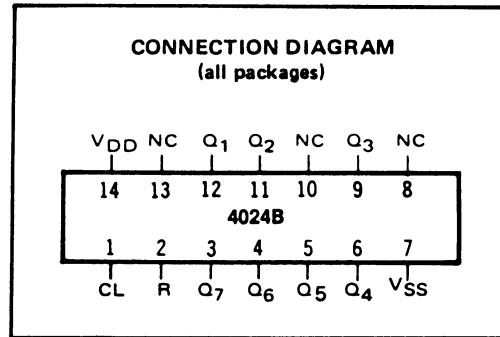 CONNECTION DIAGRAM
(all packages)
VDD NC Q1 Q2 NC Q3 NC
14 13 12 11 10 9 8
4024B
1 2 3 4 5 6 7
CL R Q7 Q6 Q5 Q4 VSS